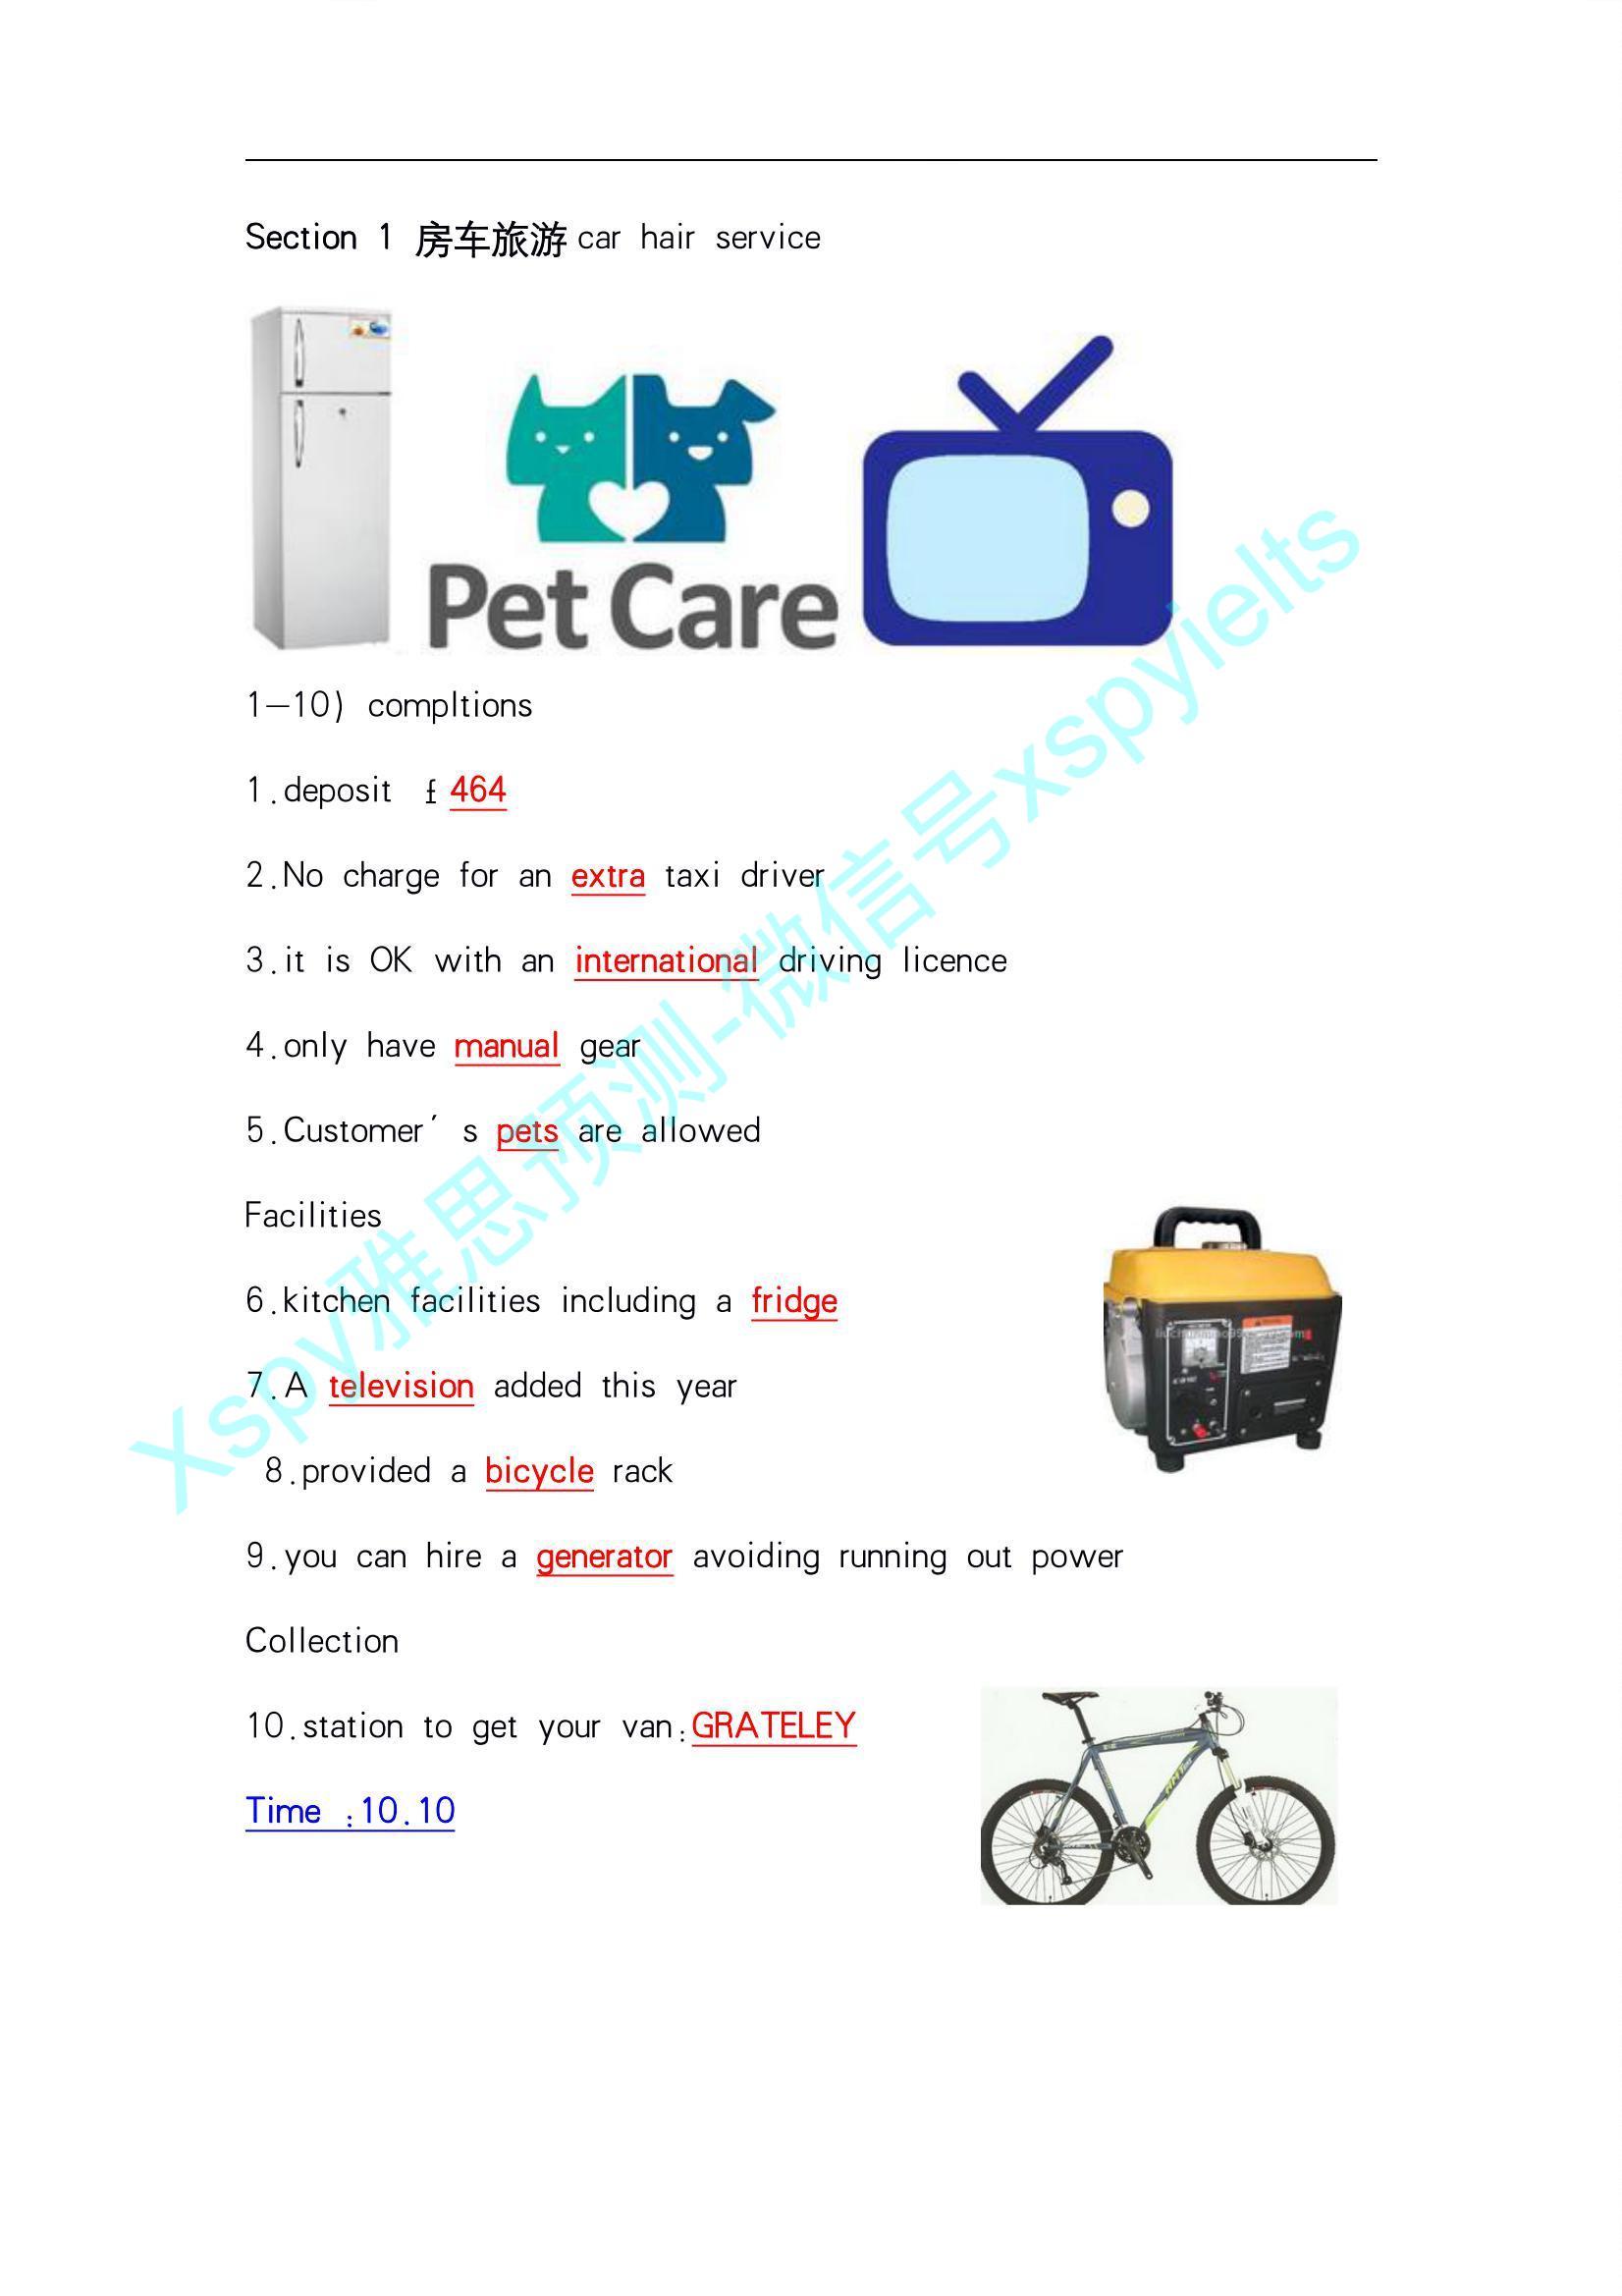 Section 1 房车旅游 car hair service
Pet Care
1-10) compltions
1.deposit £ 464
2.No charge for an extra taxi driver
3.it is OK with an international driving licence
4.only have manual gear
5.Customer′ s pets are allowed
Facilities
6.kitchen facilities including a fridge
7.A television added this year
8.provided a bicycle rack
9.you can hire a generator avoiding running out power
Collection
10.station to get your van:GRATELEY
Time :10.10
Xspy雅思预测-微信号xspyielts